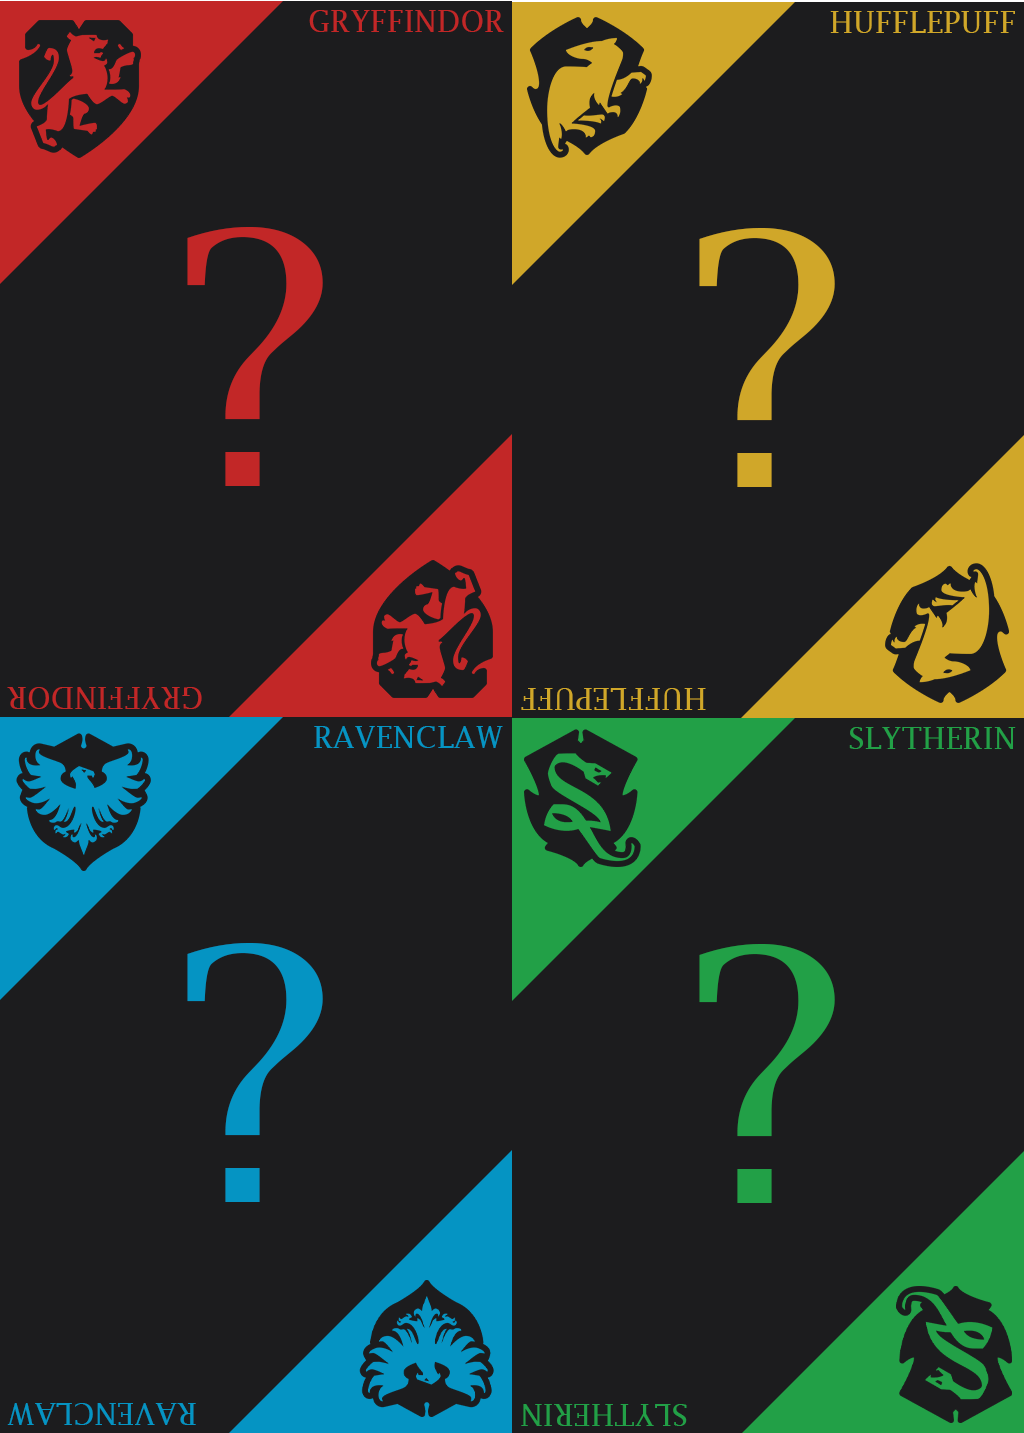 GRYFFINDOR
?
GRYFFINDOR
HUFFLEPUFF
?
HUFFLEPUFF
RAVENCLAW
?
RAVENCLAW
SLYTHERIN
?
SLYTHERIN